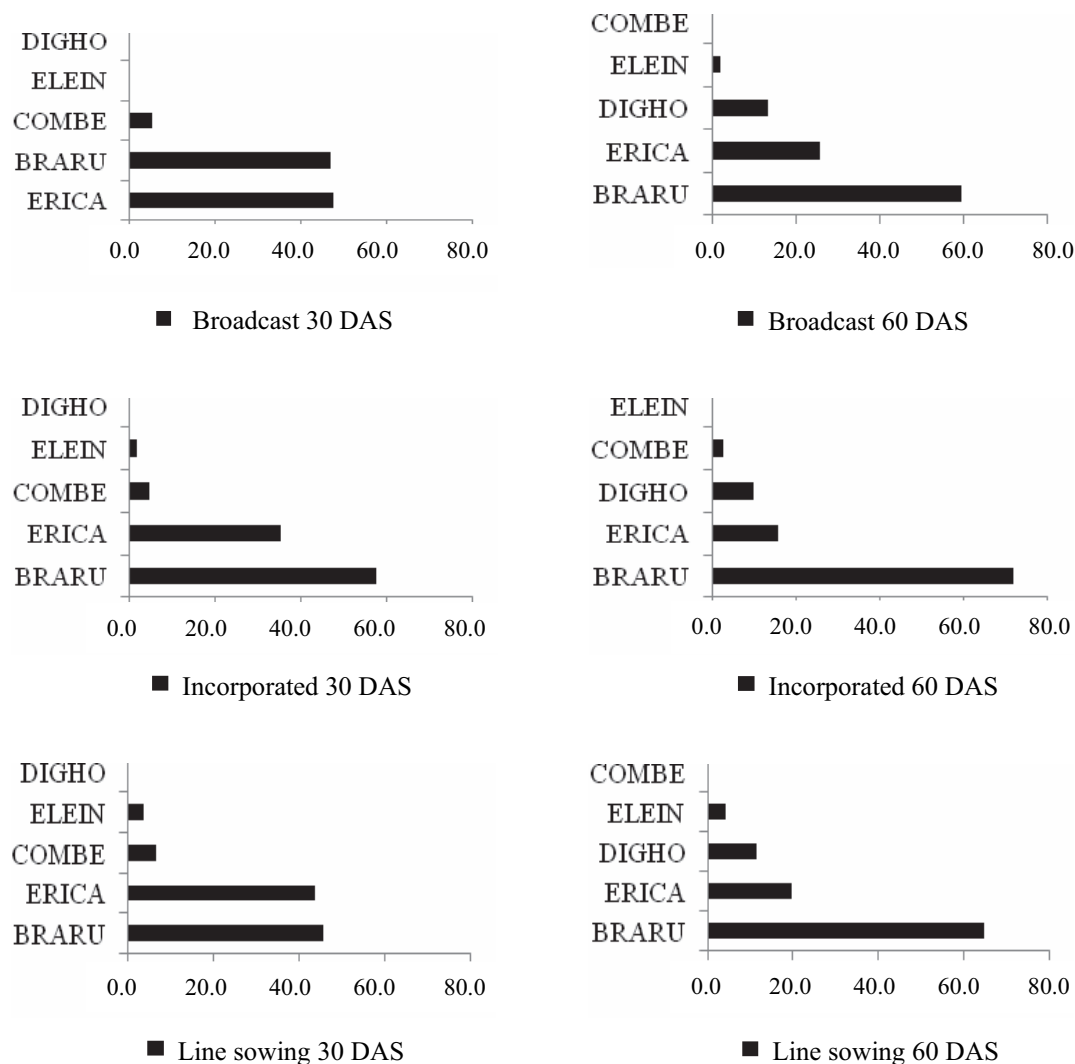 DIGHO
ELEIN
COMBE
BRARU
ERICA
0.0 20.0 40.0 60.0 80.0
Broadcast 30 DAS
COMBE
ELEIN
DIGHO
ERICA
BRARU
0.0 20.0 40.0 60.0 80.0
Broadcast 60 DAS
DIGHO
ELEIN
COMBE
ERICA
BRARU
0.0 20.0 40.0 60.0 80.0
Incorporated 30 DAS
ELEIN
COMBE
DIGHO
ERICA
BRARU
0.0 20.0 40.0 60.0 80.0
Incorporated 60 DAS
DIGHO
ELEIN
COMBE
ERICA
BRARU
0.0 20.0 40.0 60.0 80.0
Line sowing 30 DAS
COMBE
ELEIN
DIGHO
ERICA
BRARU
0.0 20.0 40.0 60.0 80.0
Line sowing 60 DAS